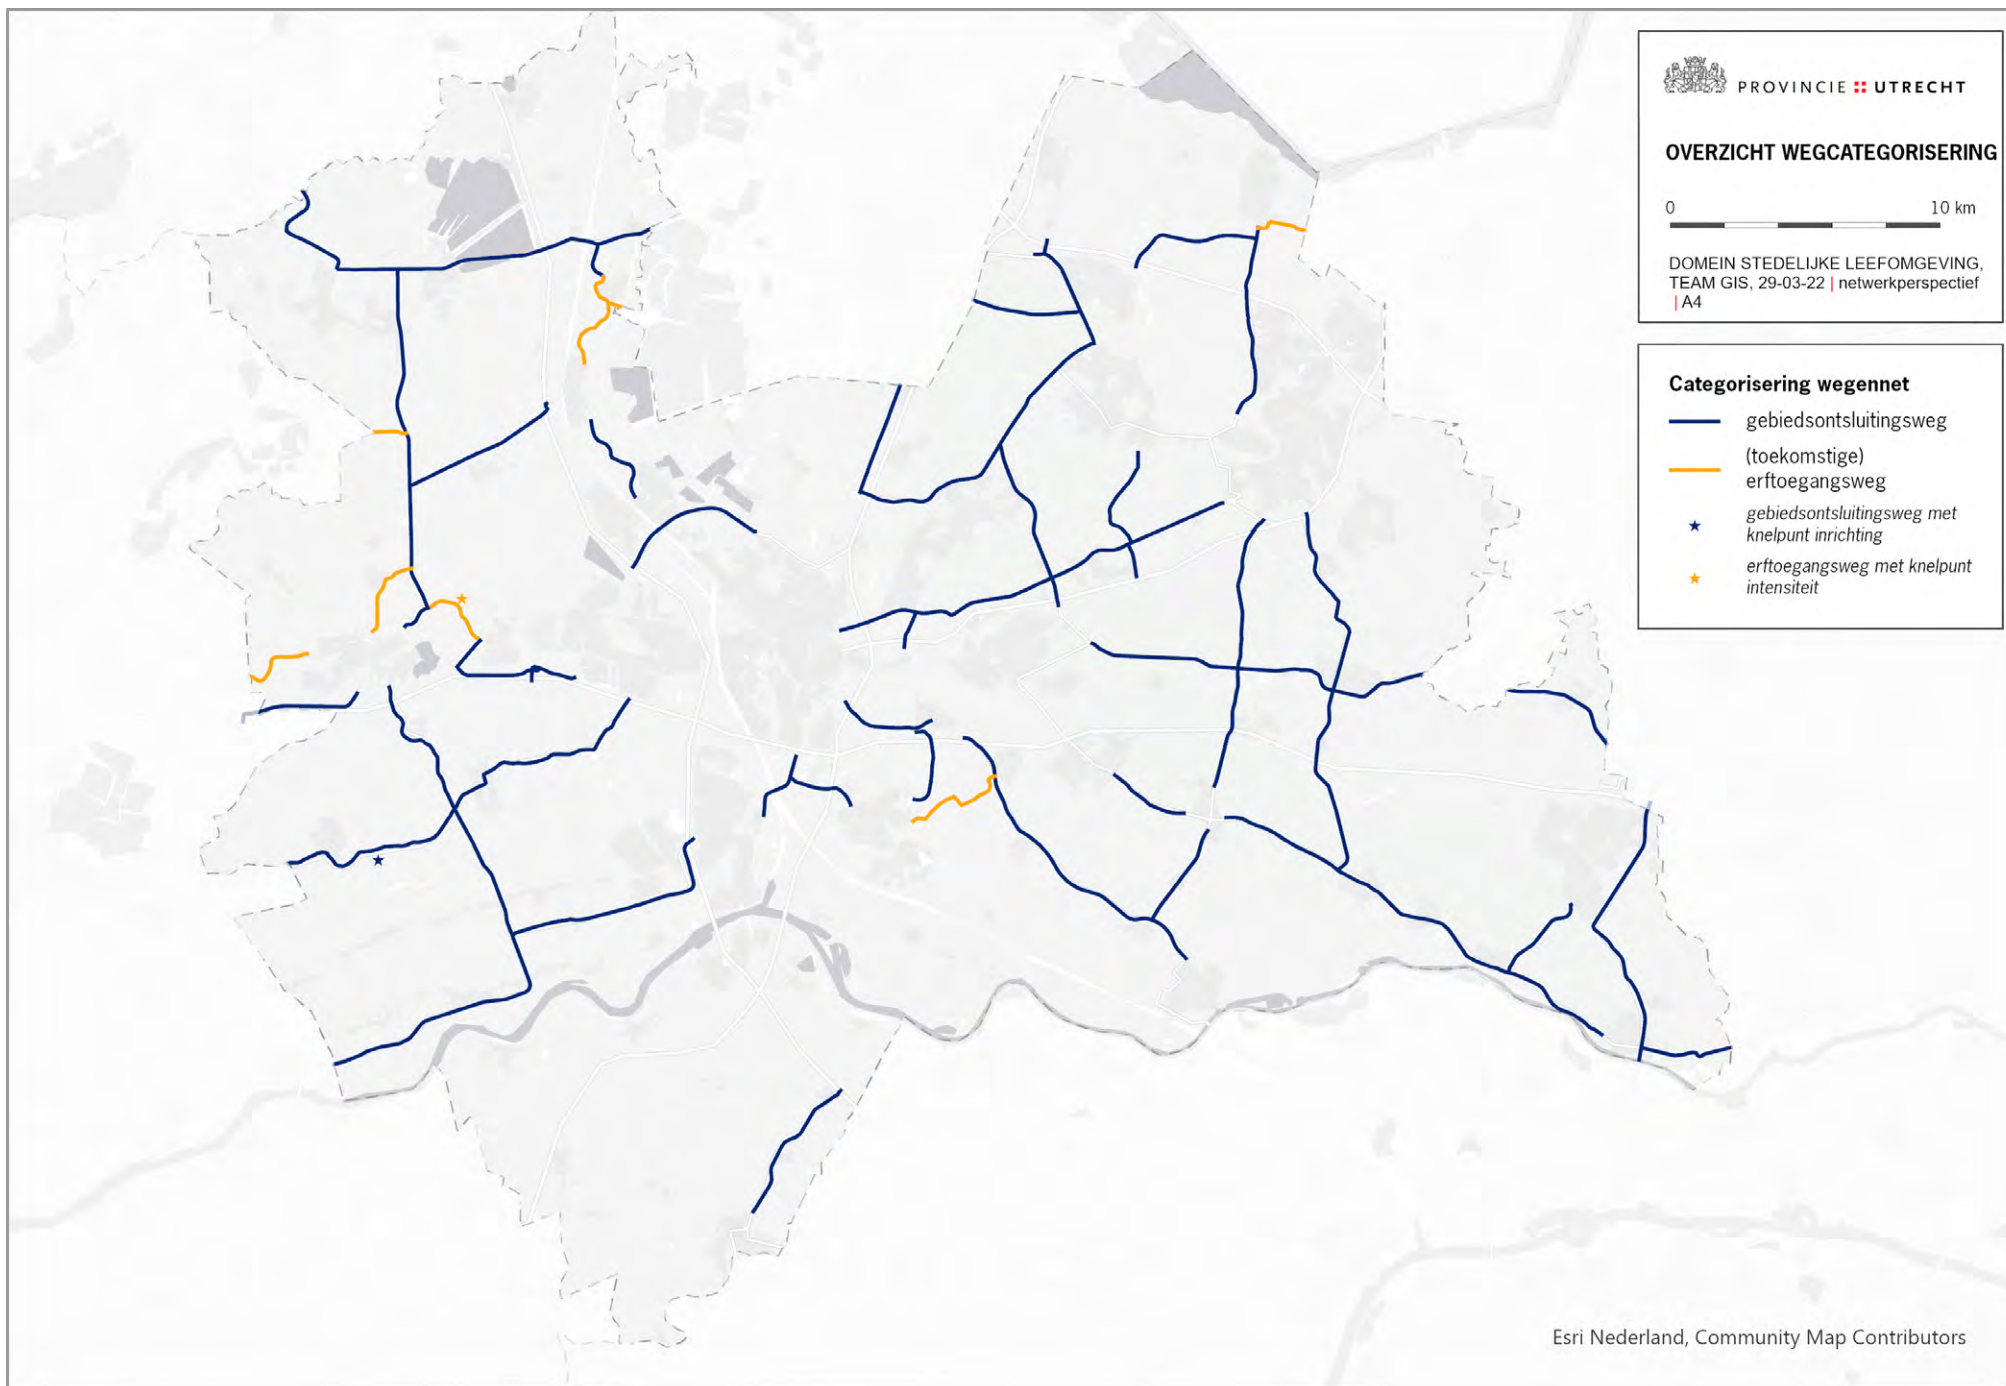 PROVINCIE UTRECHT
OVERZICHT WEGCATEGORISERING
0 10 km
DOMEIN STEDELIJKE LEEFOMGEVING,
TEAM GIS, 29-03-22 | netwerkperspectief
| A4
Categorisering wegennet
gebiedsontsluitingsweg
(toekomstige)
erftoegangsweg
gebiedsontsluitingsweg met
knelpunt inrichting
erftoegangsweg met knelpunt
intensiteit
Esri Nederland, Community Map Contributors